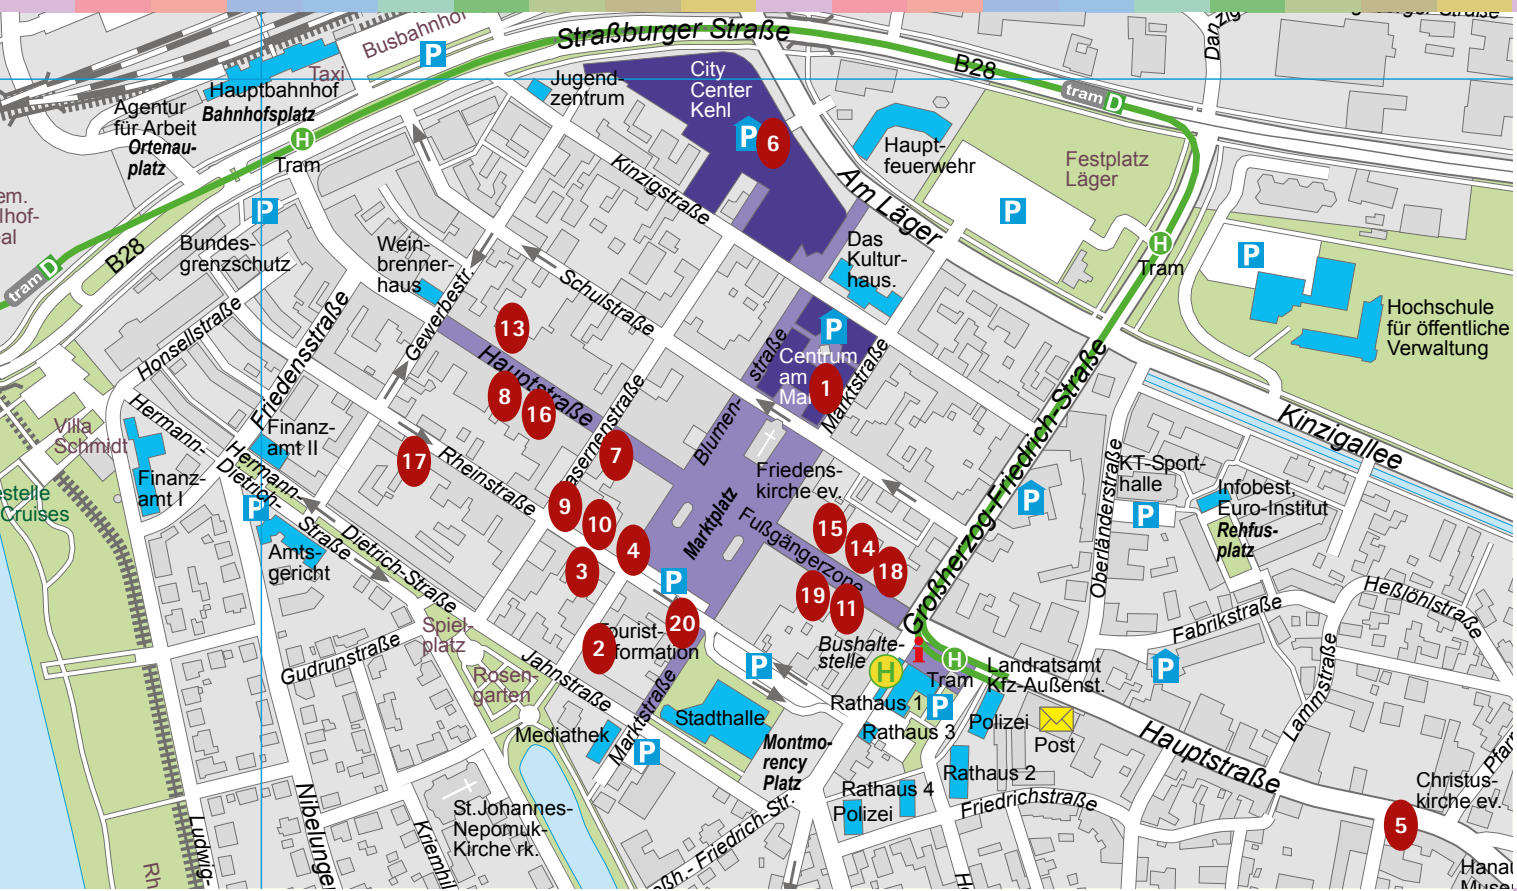 Straßburger Straße
Busbahnhof
P
Taxi
Hauptbahnhof
Bahnhofsplatz
Agentur
für Arbeit
Ortenau-
platz
H
Tram
Jugend-
zentrum
City
Center
Kehl
P
6
B28
tram D
Haupt-
feuerwehr
Festplatz
Läger
P
Am Läger
Kinzigstraße
P
Bundes-
grenzschutz
B28
tram D
Wein-
brenner-
haus
Gewerbestr.
Schulstraße
Das
Kultur-
haus.
H
Tram
P
Hochschule
für öffentliche
Verwaltung
Honsellstraße
Friedensstraße
13
Hauptstraße
8
16
7
Blumen-
straße
P
Centrum
am
1
Marktstraße
Großherzog-Friedrich-Straße
Kinzigallee
Villa
Schmidt
Hermann-
Dietrich-
Straße
Finanz-
amt II
Finanz-
amt I
P
Amts-
gericht
Hermann-
Dietrich-Straße
17
Rheinstraße
9
10
4
3
Marktplatz
Friedens-
kirche ev.
Fußgängerzone
15
14
18
19
11
P
Oberländerstraße
KT-Sport-
halle
P
Infobest,
Euro-Institut
Rehfus-
platz
Heßlöhlstraße
Fabrikstraße
Lammstraße
P
P
20
2
Tourist-
formation
Spiel-
platz
Gudrunstraße
Rosen-
garten
Jahnstraße
Mediathek
Marktstraße
P
Stadthalle
P
Montmo-
rency
Platz
Bushalte-
stelle
H
i
H
Tram
Landratsamt
Kfz-Außenst.
Rathaus 1
P
Rathaus 3
Polizei
Post
Rathaus 2
Rathaus 4
Polizei
Friedrichstraße
Hauptstraße
Christus-
kirche ev.
5
St.Johannes-
Nepomuk-
Kirche rk.
Ludwig-